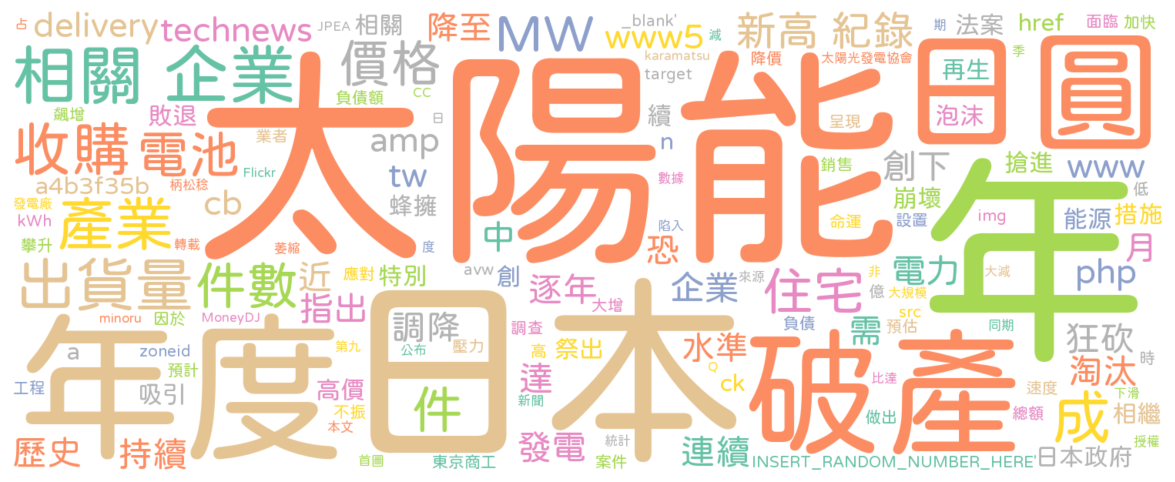 占 delivery technews JPEA 相關 降至 MW _blank' www5 減 新高 紀錄 期 法案 href 面臨 加快
相關 企業 價格 karamatsu 降價 太陽光發電協會 季
target 再生
飆增 敗退 負債額 cc 太陽能 日圓 呈現 泡沫
收購 電池 業者 日 amp 續 n 銷售 創下 搶進 www
a4b3f35b 柄松稔 Flickr tw 數據 崩壞 低
發電廠 cb 蜂擁 陷入 命運 設置 img 能源 措施
kWh 產業 中 恐 年 月
攀升 轉載 萎縮 度 電力
出貨量 件數 近 應對 特別 avw 創 逐年 企業 來源 住宅 非 大減 php
指出 大增 億 大規模
minoru 因於 MoneyDJ 調降 調查 負債 src 同期
年度 日本 破產 需 預估 狂砍
a zoneid 第九 公布 壓力 高 祭出 水準 時
工程 預計 吸引 高價 達 ck Q 比達 速度 淘汰 下滑
不振 件 新聞 做出 總額 成 相繼
本文 授權
歷史 持續 首圖 東京商工 發電 統計 案件 連續 INSERT_RANDOM_NUMBER_HERE' 日本政府